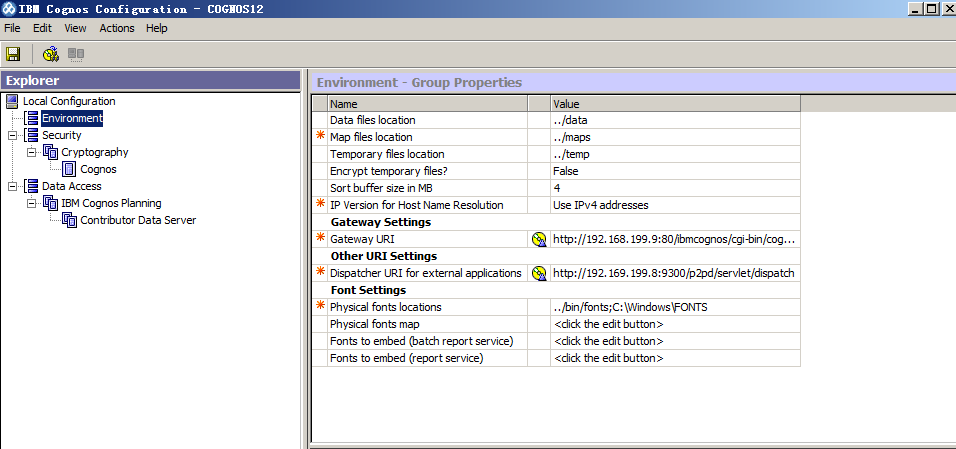 IBM Cognos Configuration - COGNOS12
File Edit View Actions Help
Explorer
Local Configuration
Environment
Security
Cryptography
Cognos
Data Access
IBM Cognos Planning
Contributor Data Server
Environment - Group Properties
Name Value
Data files location ../data
Map files location ../maps
Temporary files location ../temp
Encrypt temporary files? False
Sort buffer size in MB 4
IP Version for Host Name Resolution Use IPv4 addresses
Gateway Settings
Gateway URI http://192.168.199.9:80/ibmcognos/cgi-bin/cog...
Other URI Settings
Dispatcher URI for external applications http://192.169.199.8:9300/p2pd/servlet/dispatch
Font Settings
Physical fonts locations ../bin/fonts;C:\Windows\FONTS
Physical fonts map <click the edit button>
Fonts to embed (batch report service) <click the edit button>
Fonts to embed (report service) <click the edit button>